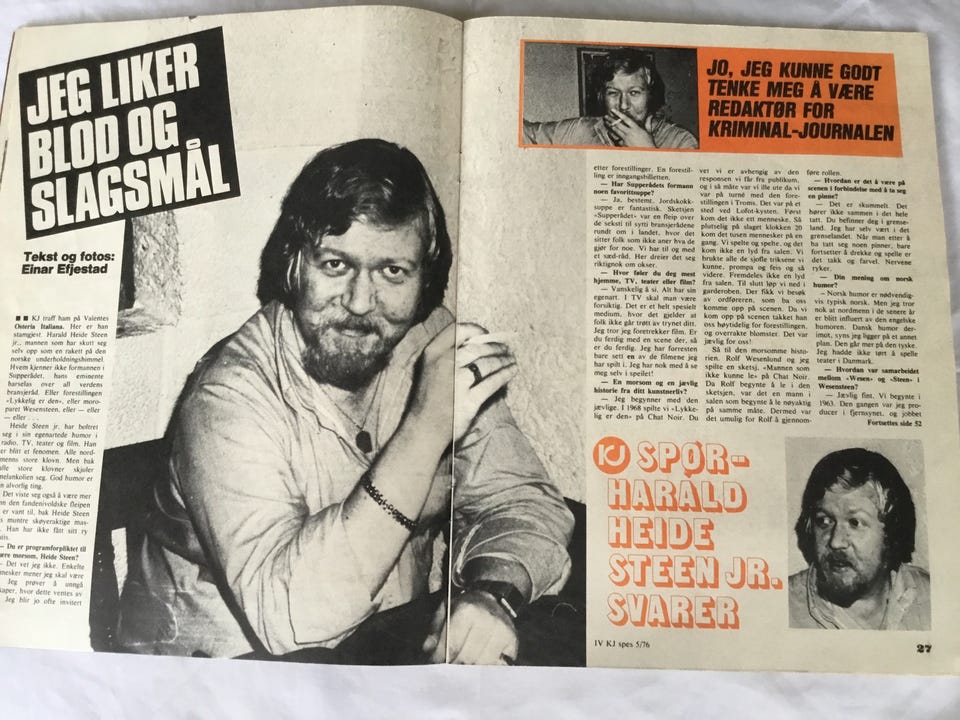 JEG LIKER
BLOD OG
SLAGSMÅL
Tekst og fotos:
Einar Efjestad
■ ■ KJ traff ham på Valentes
Osteria Italiana. Her er han
stamgjest. Harald Heide Steen
jr., mannen som har skutt seg
selv opp som en rakett på den
norske underholdningshimmel.
Hvem kjenner ikke formannen i
Supperådet, hans eminente
harselas over all verdens
bransjeråd. Eller forestillingen
«Lykkelig er den», eller moro-
paret Wesensteen, eller — eller
— eller . . .
Heide Steen jr. har boltret
seg i sin egenartede humor i
radio, TV, teater og film. Han
er blitt et fenomen. Alle nord-
menns store klovn. Men bak
alle store klovner skjuler
melankolien seg. God humor er
alvorlig ting.
Det viste seg også å være mer
enn den fandenivoldske fleipen
er vant til, bak Heide Steen
s muntre skøyeraktige mas-
Han har ikke fått sitt ry
tis.
— Du er programforpliktet til
være morsom, Heide Steen?
— Det vet jeg ikke. Enkelte
nnesker mener jeg skal være
Jeg prøver å unngå
kaper, hvor dette ventes av
Jeg blir jo ofte invitert
JO, JEG KUNNE GODT
TENKE MEG Å VÆRE
REDAKTØR FOR
KRIMINAL-JOURNALEN
etter forestillinger. En forestil-
ling er inngangsbilletten.
— Har Supperådets formann
noen favorittsuppe?
— Ja, bestemt. Jordskokk-
suppe er fantastisk. Sketsjen
«Supperådet» var en fleip over
de seksti til sytti bransjerådene
rundt om i landet, hvor det
sitter folk som ikke aner hva de
gjør for noe. Vi har til og med
et sæd-råd. Her dreier det seg
riktignok om okser.
— Hvor føler du deg mest
hjemme, TV, teater eller film?
— Vanskelig å si. Alt har sin
egenart. I TV skal man være
forsiktig. Det er et helt spesielt
medium, hvor det gjelder at
folk ikke går trøtt av trynet ditt.
Jeg tror jeg foretrekker film. Er
du ferdig med en scene der, så
er du ferdig. Jeg har forresten
bare sett en av de filmene jeg
har spilt i. Jeg har nok med å se
meg selv i speilet!
— En morsom og en jævlig
historie fra ditt kunstnerliv?
— Jeg begynner med den
jævlige. I 1968 spilte vi «Lykke-
lig er den» på Chat Noir. Du
vet vi er avhengig av den
responsen vi får fra publikum,
og i så måte var vi ille ute da vi
var på turné med den fore-
stillingen i Troms. Det var på et
sted ved Lofot-kysten. Først
kom det ikke ett menneske. Så
plutselig på slaget klokken 20
kom det tusen mennesker på en
gang. Vi spelte og spelte, og det
kom ikke en lyd fra salen. Vi
brukte alle de sjofle triksene vi
kunne, prompa og feis og så
videre. Fremdeles ikke en lyd
fra salen. Til slutt løp vi ned i
garderoben. Der fikk vi besøk
av ordføreren, som ba oss
komme opp på scenen. Da vi
kom opp på scenen takket han
oss høytidelig for forestillingen,
og overrakte blomster. Det var
jævlig for oss!
Så til den morsomme histo-
rien. Rolf Wesenlund og jeg
spilte en sketsj, «Mannen som
ikke kunne le» på Chat Noir.
Da Rolf begynte å le i den
sketsjen, var det en mann i
salen som begynte å le nøyaktig
på samme måte. Dermed var
det umulig for Rolf å gjennom-
føre rollen.
— Hvordan er det å være på
scenen i forbindelse med å ta seg
en pinne?
— Det er skummelt. Det
hører ikke sammen i det hele
tatt. Du befinner deg i grense-
land. Jeg har selv vært i det
grenselandet. Når man etter å
ha tatt seg noen pinner, bare
fortsetter å drekke og spelle er
det takk og farvel. Nervene
ryker.
— Din mening om norsk
humor?
— Norsk humor er nødvendig-
vis typisk norsk. Men jeg tror
nok at nordmenn i de senere år
er blitt influert av den engelske
humoren. Dansk humor der-
imot, synes jeg ligger på et annet
plan. Den går mer på den tyske.
Jeg hadde ikke tørt å spelle
teater i Danmark.
— Hvordan var samarbeidet
mellom «Wesen-» og «Steen-» i
Wesensteen?
— Jævlig fint. Vi begynte i
1963. Den gangen var jeg pro-
ducer i fjernsynet, og jobbet
Fortsettes side 52
KJ SPØR-
HARALD
HEIDE
STEEN JR.
SVARER
IV KJ spes 5/76
27